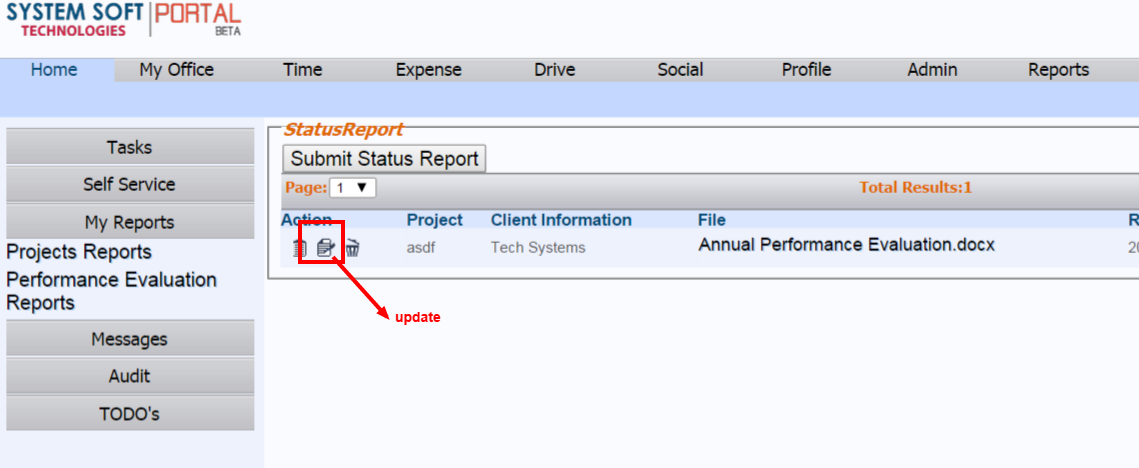 SYSTEM SOFT PORTAL
TECHNOLOGIES BETA
Home My Office Time Expense Drive Social Profile Admin Reports
Tasks
Self Service
My Reports
Projects Reports
Performance Evaluation
Reports
Messages
Audit
TODO's
StatusReport
Submit Status Report
Page: 1 Total Results:1
Action Project Client Information File R
asdf Tech Systems Annual Performance Evaluation.docx 20
update